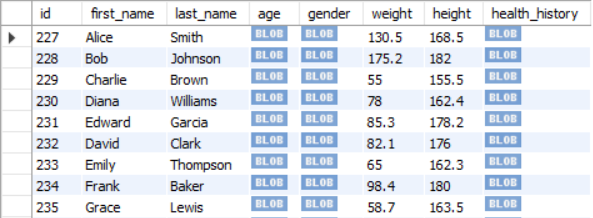 id first_name last_name age gender weight height health_history
227 Alice Smith BLOB BLOB 130.5 168.5 BLOB
228 Bob Johnson BLOB BLOB 175.2 182 BLOB
229 Charlie Brown BLOB BLOB 55 155.5 BLOB
230 Diana Williams BLOB BLOB 78 162.4 BLOB
231 Edward Garcia BLOB BLOB 85.3 178.2 BLOB
232 David Clark BLOB BLOB 82.1 176 BLOB
233 Emily Thompson BLOB BLOB 65 162.3 BLOB
234 Frank Baker BLOB BLOB 98.4 180 BLOB
235 Grace Lewis BLOB BLOB 58.7 163.5 BLOB